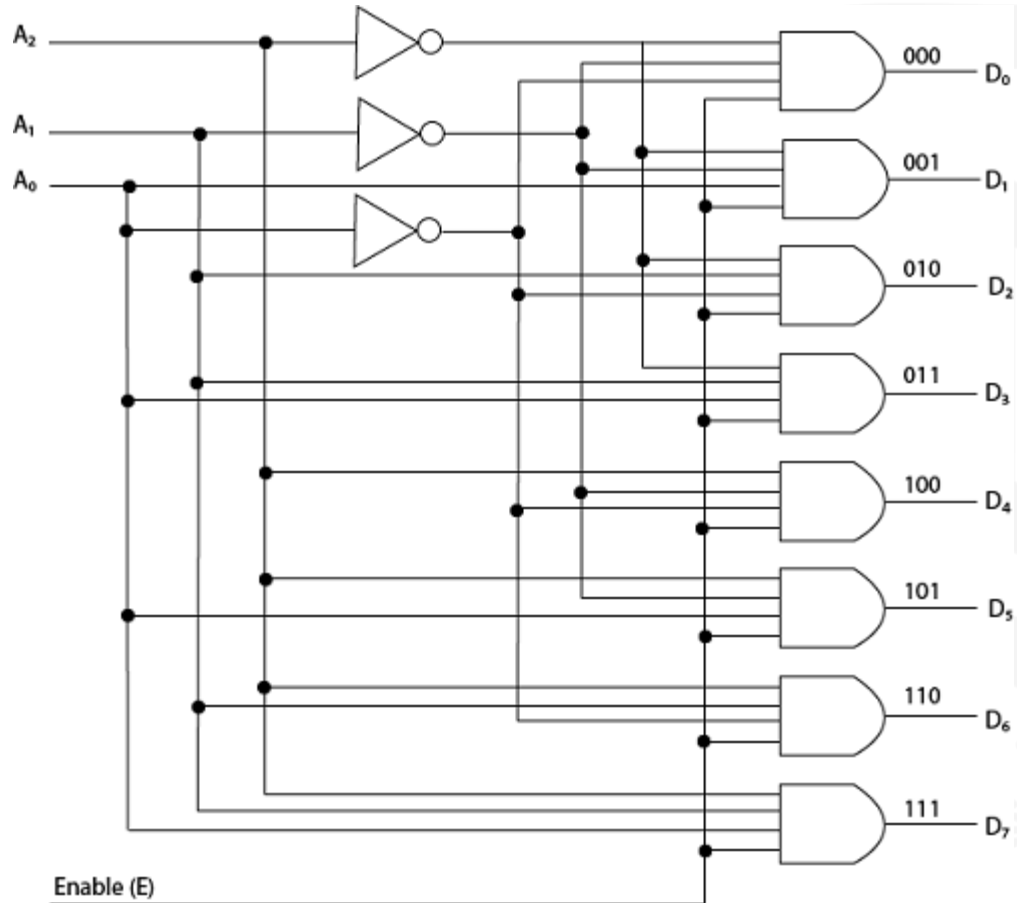 A₂
000
D₀
A₁
001
A₀
D₁
010
D₂
011
D₃
100
D₄
101
D₅
110
D₆
111
D₇
Enable (E)